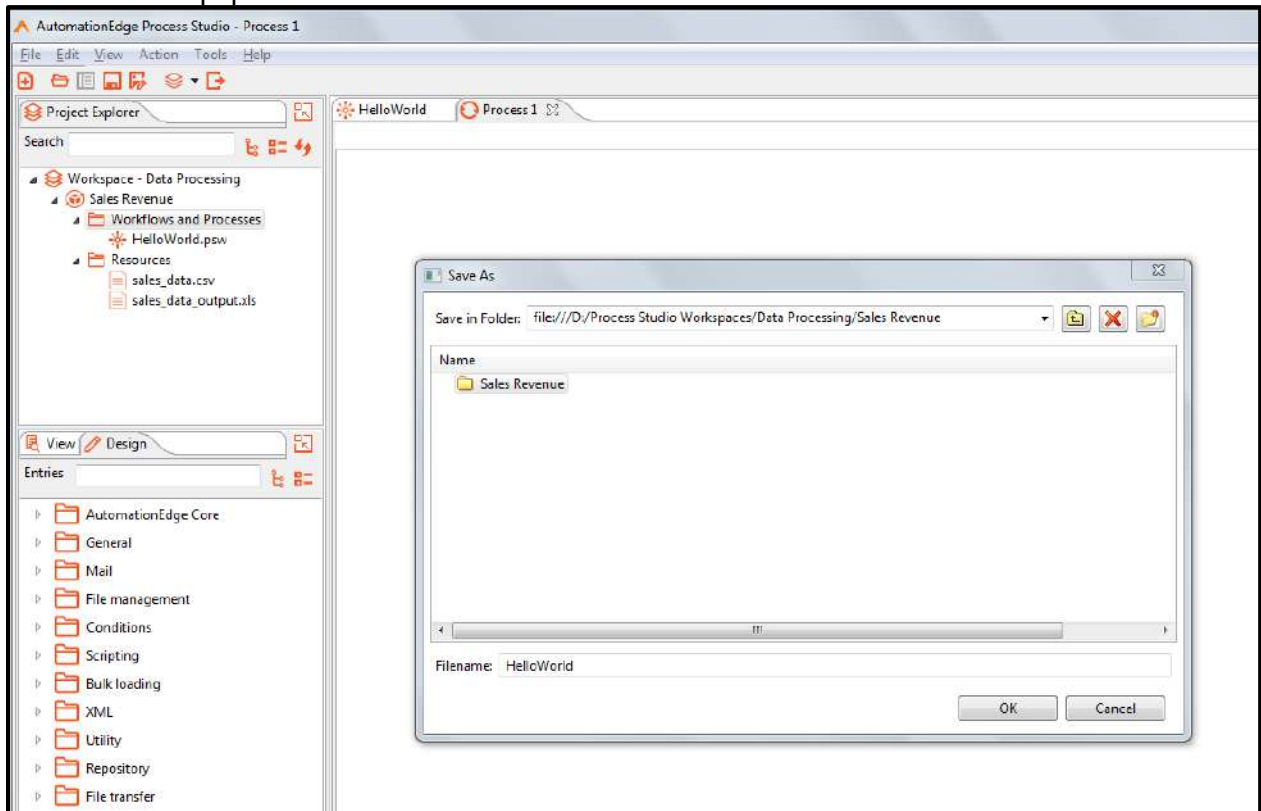 AutomationEdge Process Studio - Process 1
File Edit View Action Tools Help
Project Explorer
Search
Workspace - Data Processing
Sales Revenue
Workflows and Processes
HelloWorld.psw
Resources
sales_data.csv
sales_data_output.xls
View Design
Entries
AutomationEdge Core
General
Mail
File management
Conditions
Scripting
Bulk loading
XML
Utility
Repository
File transfer
HelloWorld Process 1
Save As
Save in Folder: file:///D:/Process Studio Workspaces/Data Processing/Sales Revenue
Name
Sales Revenue
Filename: HelloWorld
OK Cancel